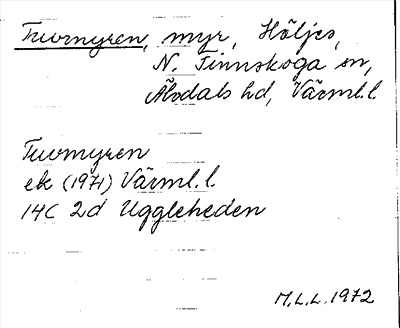 Tuvmyren, myr, Höljes,
N. Finnskoga sn,
Älvdals hd, Värml.l.
Tuvmyren
ek (1971) Värml.l.
14C 2d Uggleheden
M.L.L. 1972